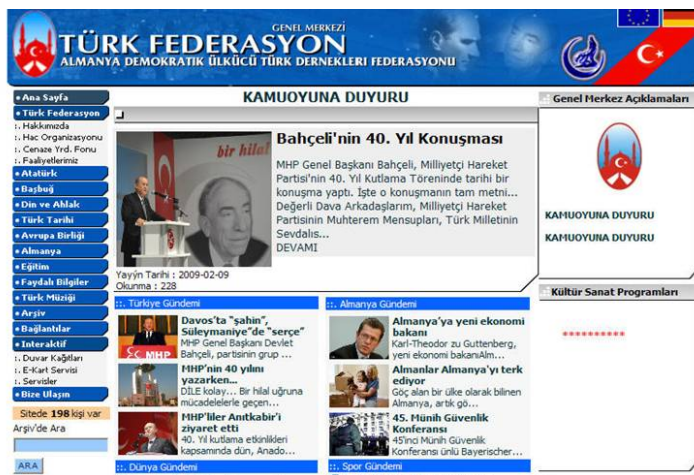 GENEL MERKEZİ
TÜRK FEDERASYON
ALMANYA DEMOKRATİK ÜLKÜCÜ TÜRK DERNEKLERİ FEDERASYONU
• Ana Sayfa
• Türk Federasyon
:. Hakkımızda
:. Hac Organizasyonu
:. Cenaze Yrd. Fonu
:. Faaliyetlerimiz
• Atatürk
• Başbuğ
• Din ve Ahlak
• Türk Tarihi
• Avrupa Birliği
• Almanya
• Eğitim
• Faydalı Bilgiler
• Türk Müziği
• Arşiv
• Bağlantılar
• Interaktif
:. Duvar Kağıtları
:. E-Kart Servisi
:. Servisler
• Bize Ulaşın
Sitede 198 kişi var
Arşiv'de Ara
ARA
KAMUOYUNA DUYURU
bir hilal
Bahçeli'nin 40. Yıl Konuşması
MHP Genel Başkanı Bahçeli, Milliyetçi Hareket
Partisi'nin 40. Yıl Kutlama Töreninde tarihi bir
konuşma yaptı. İşte o konuşmanın tam metni...
Değerli Dava Arkadaşlarım, Milliyetçi Hareket
Partisinin Muhterem Mensupları, Türk Milletinin
Sevdalıs...
DEVAMI
Yayýn Tarihi : 2009-02-09
Okunma : 228
::. Türkiye Gündemi
Davos'ta "şahin",
Süleymaniye"de "serçe"
MHP Genel Başkanı Devlet
Bahçeli, partisinin grup ...
MHP
MHP'nin 40 yılını
yazarken...
DİLE kolay... Bir hilal uğruna
mücadelelerle geçen...
MHP'liler Anıtkabir'i
ziyaret etti
40. Yıl kutlama etkinlikleri
kapsamında dün, Anado...
::. Dünya Gündemi
::. Almanya Gündemi
Almanya'ya yeni ekonomi
bakanı
Karl-Theodor zu Guttenberg,
yeni ekonomi bakanıAlm...
Almanlar Almanya'yı terk
ediyor
Göç alan bir ülke olarak bilinen
Almanya, artık gö...
45. Münih Güvenlik
Konferansı
45'inci Münih Güvenlik
Konferansı ünlü Bayerischer...
::. Spor Gündemi
Genel Merkez Açıklamaları
KAMUOYUNA DUYURU
KAMUOYUNA DUYURU
Kültür Sanat Programları
**********